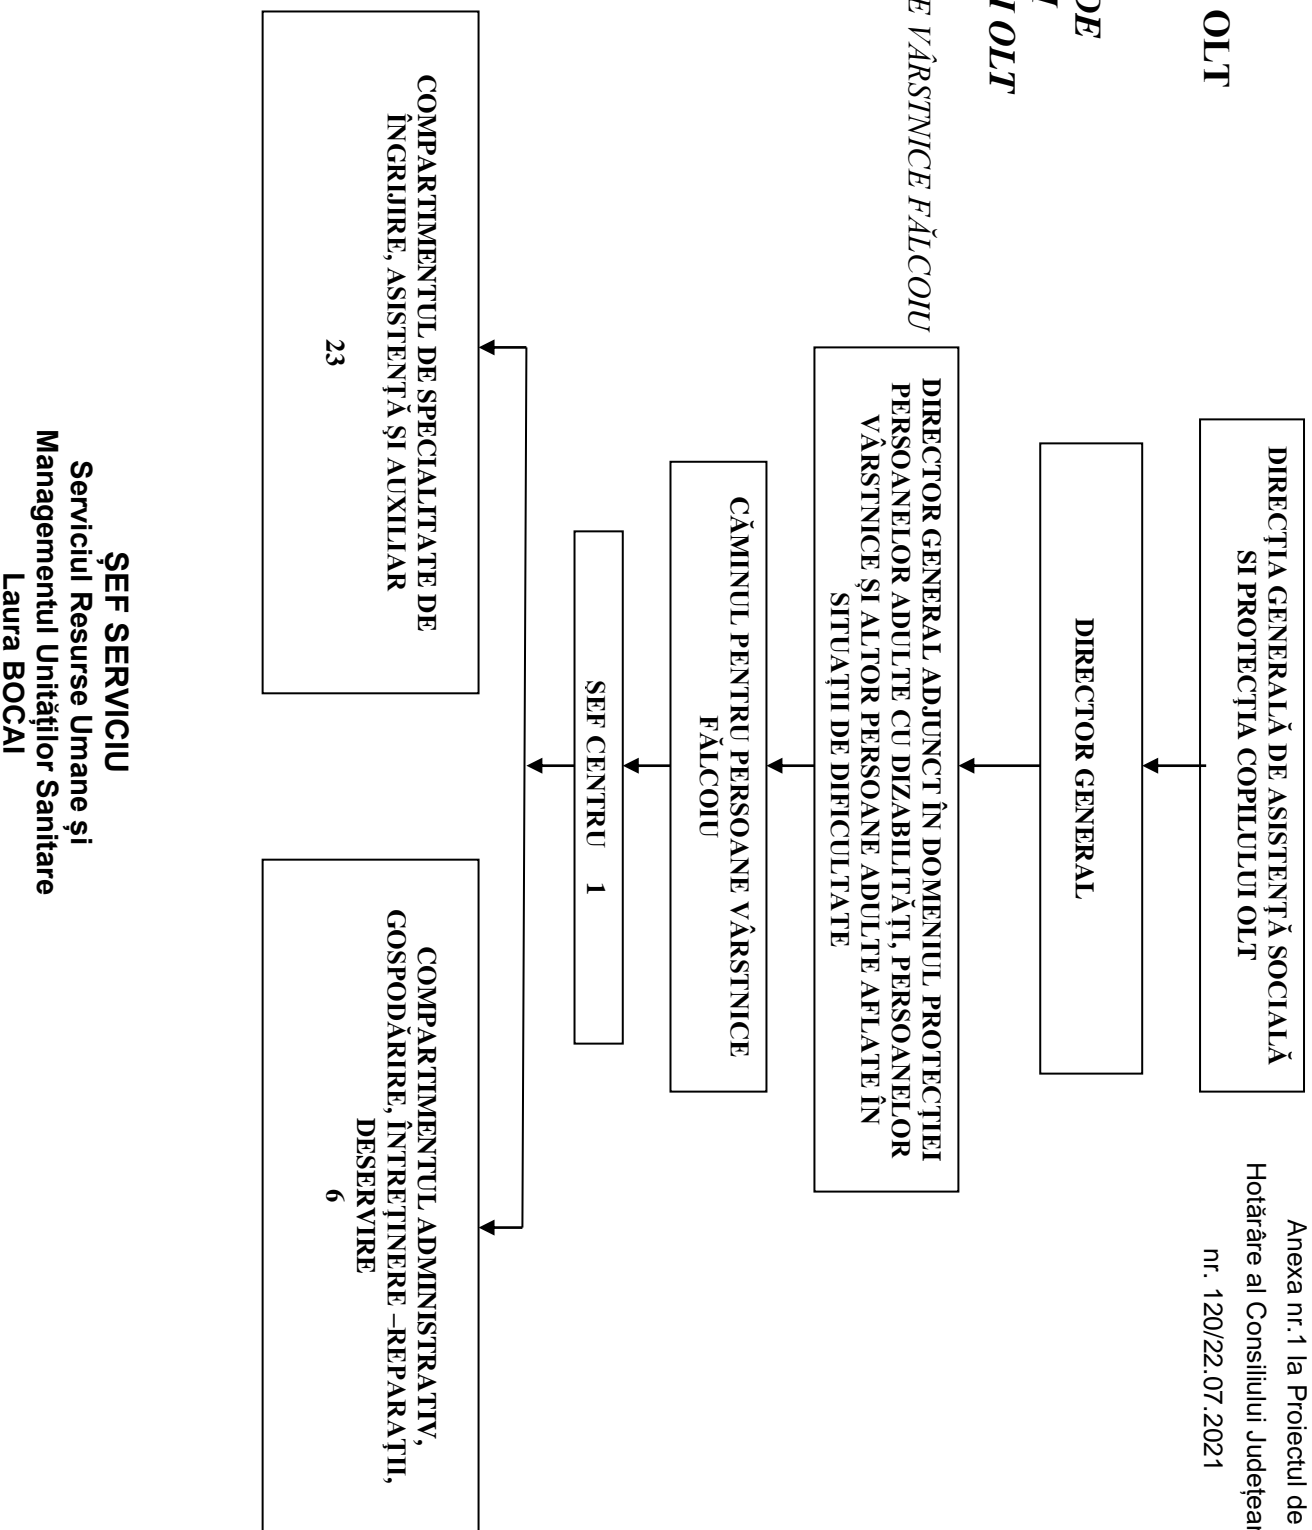 Anexa nr.1 la Proiectul de
Hotărâre al Consiliului Județean
nr. 120/22.07.2021
OLT
DE
I OLT
E VÂRSTNICE FĂLCOIU
DIRECȚIA GENERALĂ DE ASISTENȚĂ SOCIALĂ
SI PROTECȚIA COPILULUI OLT
DIRECTOR GENERAL
DIRECTOR GENERAL ADJUNCT ÎN DOMENIUL PROTECȚIEI
PERSOANELOR ADULTE CU DIZABILITĂȚI, PERSOANELOR
VÂRSTNICE ȘI ALTOR PERSOANE ADULTE AFLATE ÎN
SITUAȚII DE DIFICULTATE
CĂMINUL PENTRU PERSOANE VÂRSTNICE
FĂLCOIU
ȘEF CENTRU 1
COMPARTIMENTUL DE SPECIALITATE DE
ÎNGRIJIRE, ASISTENȚĂ ȘI AUXILIAR
23
COMPARTIMENTUL ADMINISTRATIV,
GOSPODĂRIRE, ÎNTREȚINERE –REPARAȚII,
DESERVIRE
6
ȘEF SERVICIU
Serviciul Resurse Umane și
Managementul Unităților Sanitare
Laura BOCAI